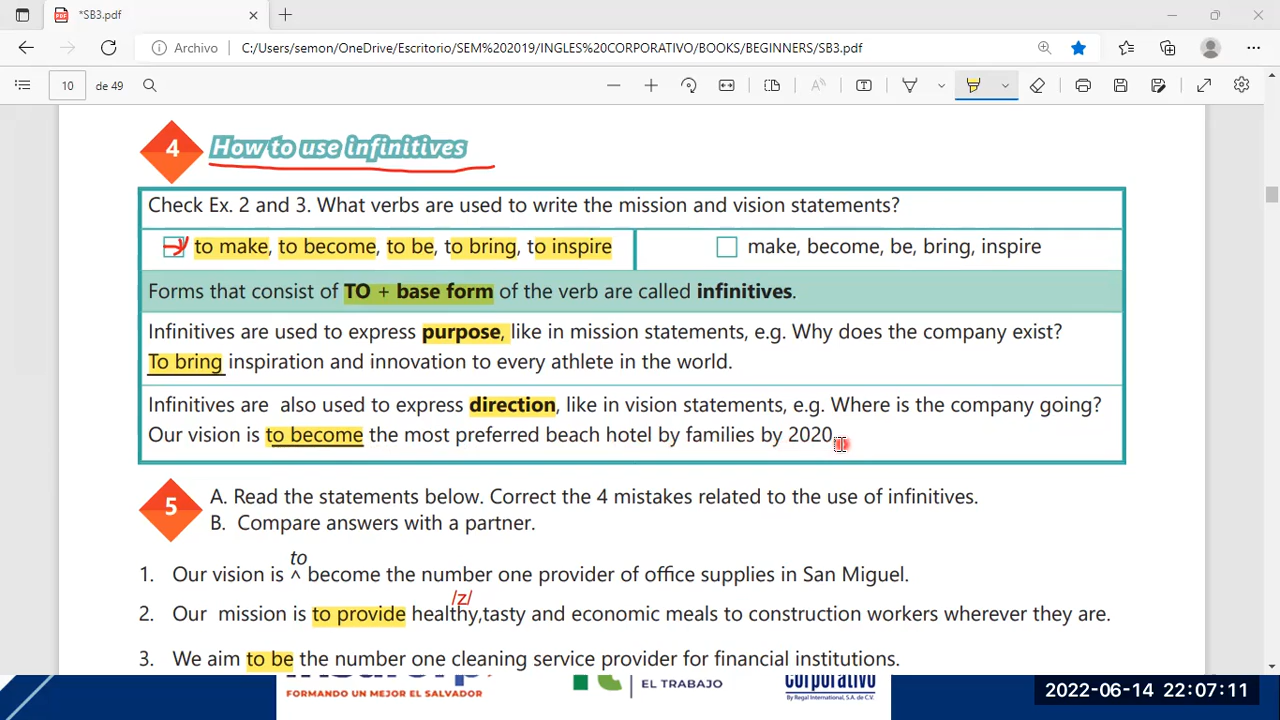 *SB3.pdf
Archivo C:/Users/semon/OneDrive/Escritorio/SEM%202019/INGLES%20CORPORATIVO/BOOKS/BEGINNERS/SB3.pdf
10 de 49
4 How to use infinitives
Check Ex. 2 and 3. What verbs are used to write the mission and vision statements?
to make, to become, to be, to bring, to inspire make, become, be, bring, inspire
Forms that consist of TO + base form of the verb are called infinitives.
Infinitives are used to express purpose, like in mission statements, e.g. Why does the company exist?
To bring inspiration and innovation to every athlete in the world.
Infinitives are also used to express direction, like in vision statements, e.g. Where is the company going?
Our vision is to become the most preferred beach hotel by families by 2020
5 A. Read the statements below. Correct the 4 mistakes related to the use of infinitives.
B. Compare answers with a partner.
to
1. Our vision is ^ become the number one provider of office supplies in San Miguel.
/z/
2. Our mission is to provide healthy,tasty and economic meals to construction workers wherever they are.
3. We aim to be the number one cleaning service provider for financial institutions.
FORMANDO UN MEJOR EL SALVADOR
EL TRABAJO
corporativo
By Regal International, S.A. de C.V.
2022-06-14 22:07:11